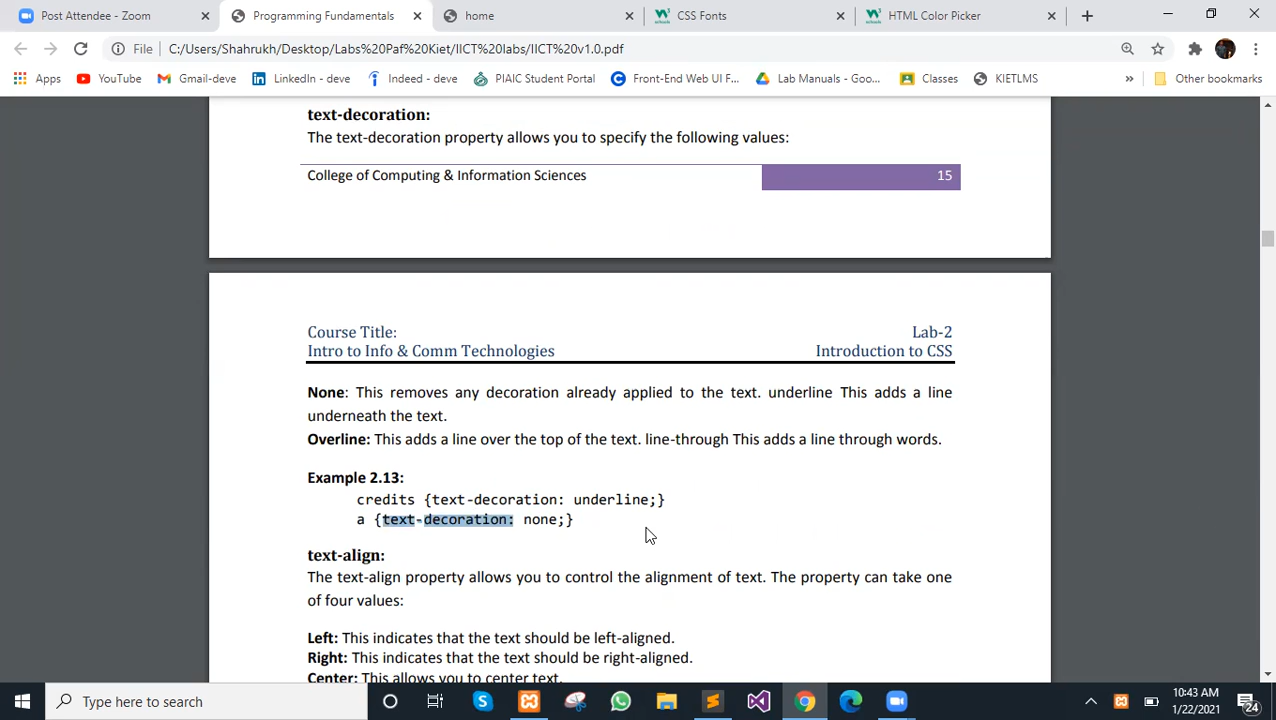 Post Attendee - Zoom
Programming Fundamentals
home
CSS Fonts
HTML Color Picker
File
C:/Users/Shahrukh/Desktop/Labs%20Paf%20Kiet/IICT%20labs/IICT%20v1.0.pdf
Apps
YouTube
Gmail-deve
LinkedIn - deve
Indeed - deve
PIAIC Student Portal
Front-End Web UI F...
Lab Manuals - Goo...
Classes
KIETLMS
»
Other bookmarks
text-decoration:
The text-decoration property allows you to specify the following values:
College of Computing & Information Sciences
15
Course Title:
Lab-2
Intro to Info & Comm Technologies
Introduction to CSS
None: This removes any decoration already applied to the text. underline This adds a line
underneath the text.
Overline: This adds a line over the top of the text. line-through This adds a line through words.
Example 2.13:
credits {text-decoration: underline;}
a {text-decoration: none;}
text-align:
The text-align property allows you to control the alignment of text. The property can take one
of four values:
Left: This indicates that the text should be left-aligned.
Right: This indicates that the text should be right-aligned.
Center: This allows you to center text.
Type here to search
10:43 AM
1/22/2021
24